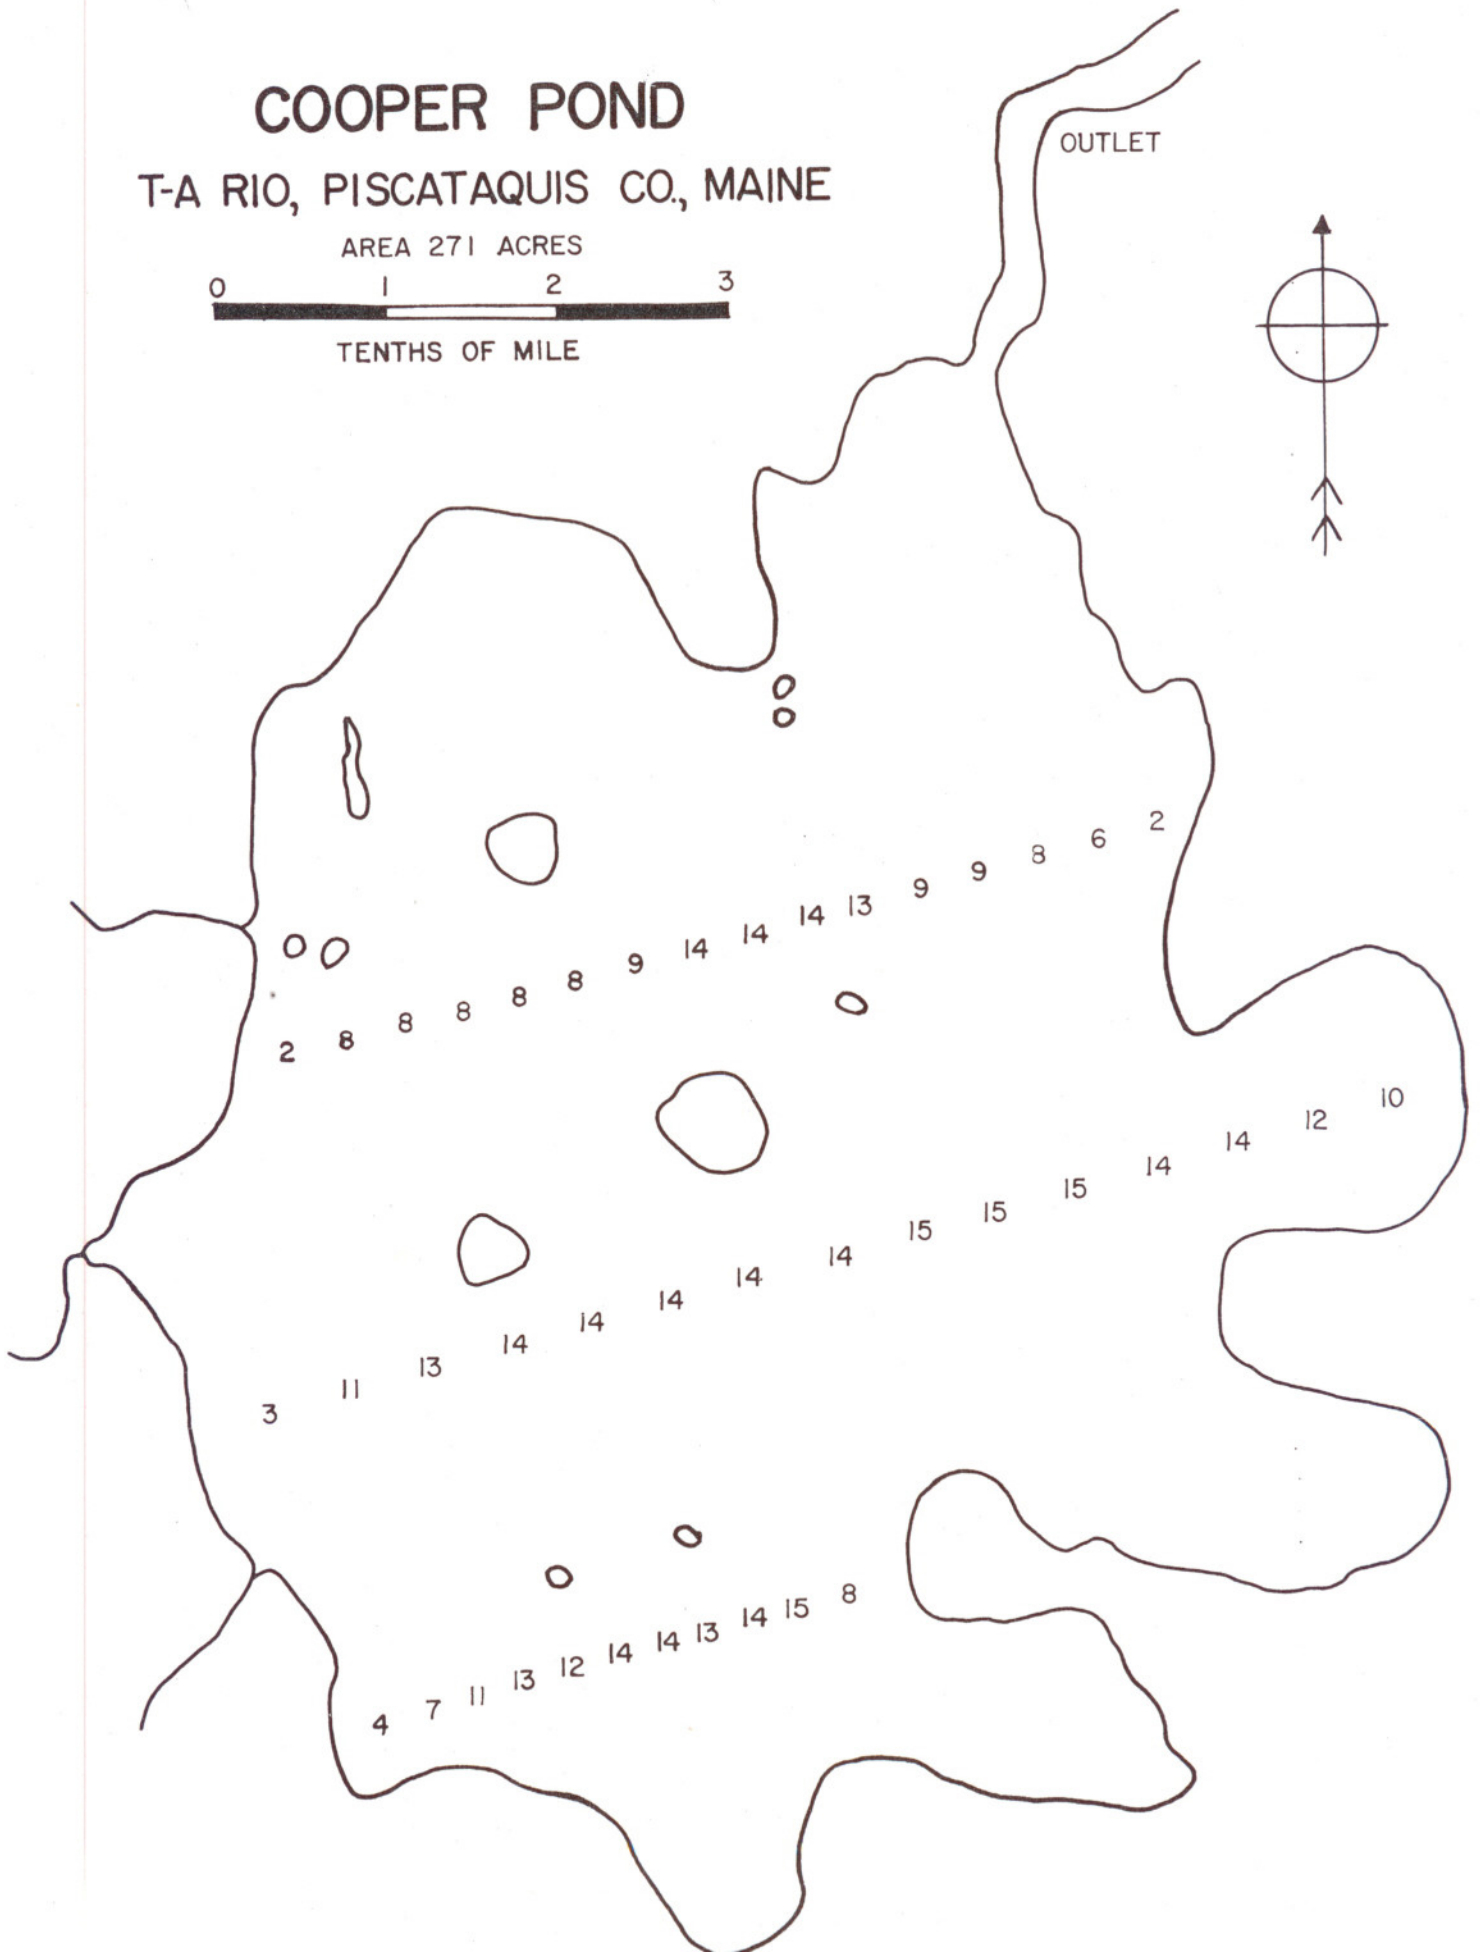 COOPER POND
T-A RIO, PISCATAQUIS CO., MAINE
AREA 271 ACRES
0 1 2 3
TENTHS OF MILE
OUTLET
2 8 8 8 8 8 9 14 14 14 13 9 9 8 6 2
3 11 13 14 14 14 14 14 15 15 15 14 14 12 10
4 7 11 13 12 14 14 13 14 15 8